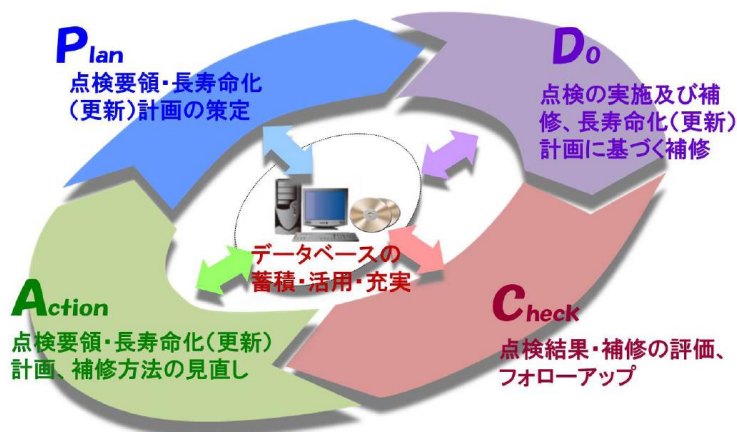 Plan
点検要領・長寿命化
(更新)計画の策定
Do
点検の実施及び補
修、長寿命化(更新)
計画に基づく補修
データベースの
蓄積・活用・充実
Action
点検要領・長寿命化(更新)
計画、補修方法の見直し
Check
点検結果・補修の評価、
フォローアップ